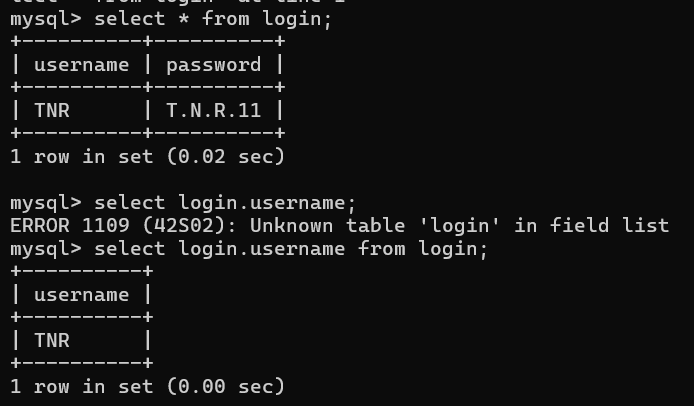 mysql> select * from login;
+----------+----------+
| username | password |
+----------+----------+
| TNR      | T.N.R.11 |
+----------+----------+
1 row in set (0.02 sec)

mysql> select login.username;
ERROR 1109 (42S02): Unknown table 'login' in field list
mysql> select login.username from login;
+----------+
| username |
+----------+
| TNR      |
+----------+
1 row in set (0.00 sec)